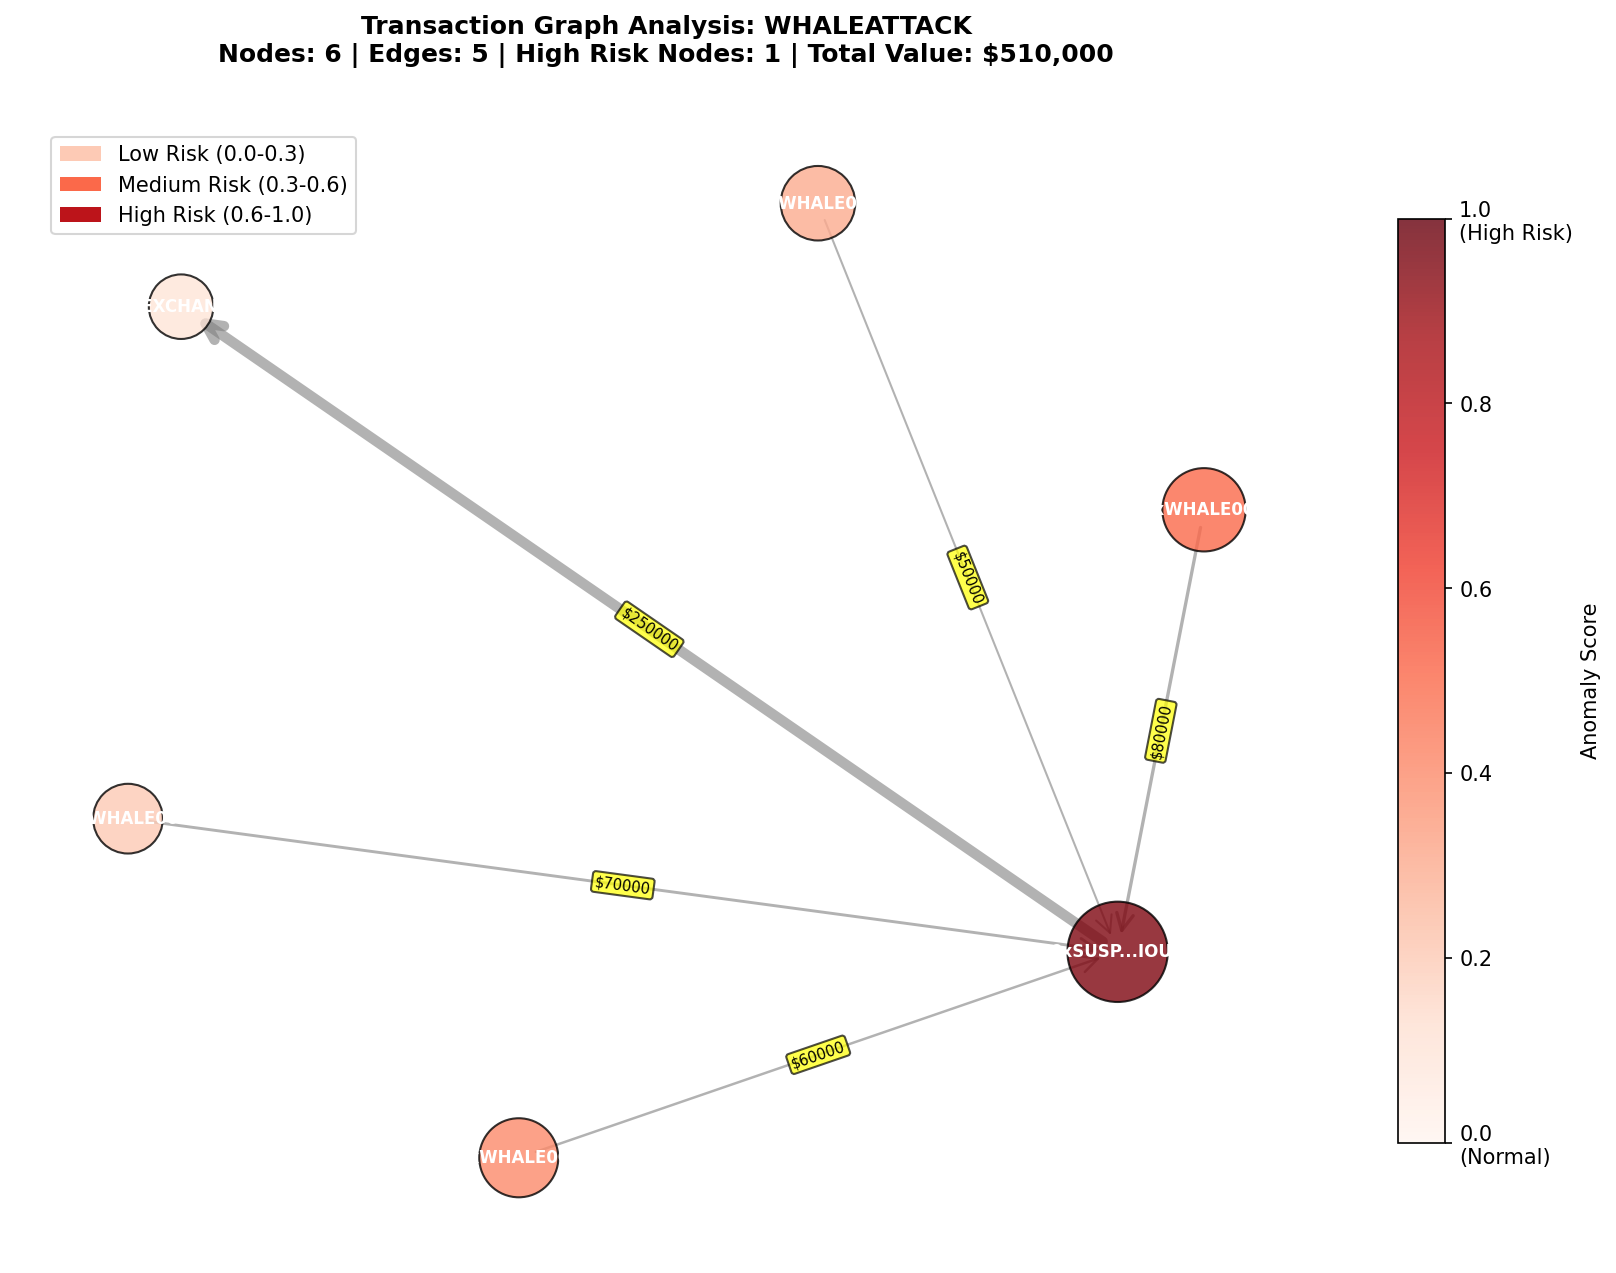 Transaction Graph Analysis: WHALEATTACK
Nodes: 6 | Edges: 5 | High Risk Nodes: 1 | Total Value: $510,000
Low Risk (0.0-0.3)
Medium Risk (0.3-0.6)
High Risk (0.6-1.0)
WHALE0
EXCHAN
WHALE00
$50000
$250000
$80000
WHALE0
$70000
xSUSP...IOU
$60000
WHALE0
1.0
(High Risk)
0.8
0.6
0.4
0.2
0.0
(Normal)
Anomaly Score